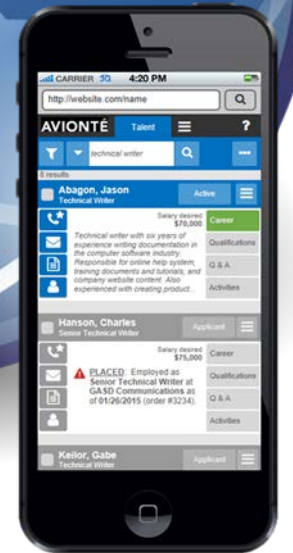 CARRIER 4:20 PM
http://website.com/name
AVIONTÉ Talent ?
technical writer
8 results
Abagon, Jason
Technical Writer
Active
Salary desired
$70,000
Technical writer with six years of
experience writing documentation in
the computer software industry.
Responsible for online help system,
training documents and tutorials, and
company website content. Also
experienced with creating product...
Career
Qualifications
Q & A
Activities
Hanson, Charles
Senior Technical Writer
Applicant
Salary desired
$75,000
PLACED: Employed as
Senior Technical Writer at
GASD Communications as
of 01/26/2015 (order #3234).
Career
Qualifications
Q & A
Activities
Keilor, Gabe
Technical Writer
Applicant